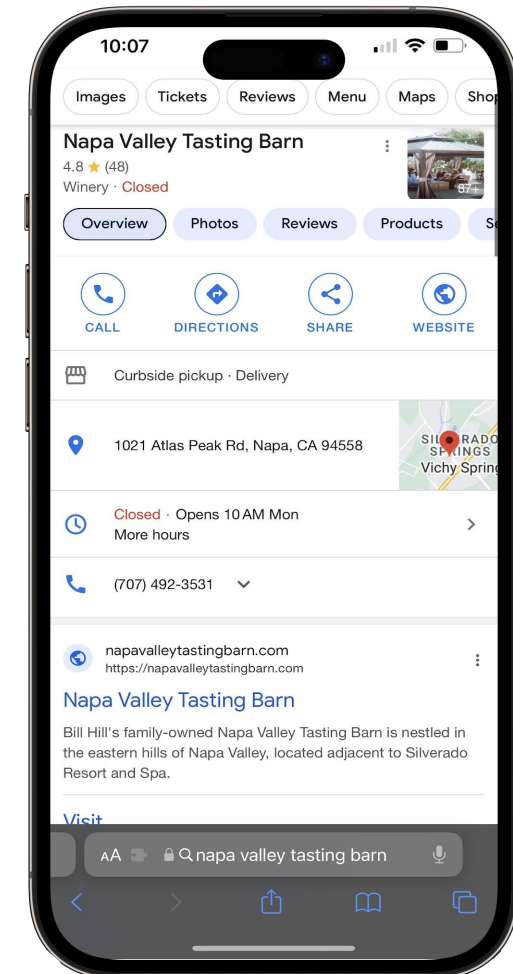 10:07
Images Tickets Reviews Menu Maps Shop
Napa Valley Tasting Barn
4.8 ★ (48)
Winery · Closed
87+
Overview Photos Reviews Products
CALL DIRECTIONS SHARE WEBSITE
Curbside pickup · Delivery
1021 Atlas Peak Rd, Napa, CA 94558
SPRINGS
Vichy Spring
Closed · Opens 10 AM Mon
More hours
(707) 492-3531
napavalleytastingbarn.com
https://napavalleytastingbarn.com
Napa Valley Tasting Barn
Bill Hill's family-owned Napa Valley Tasting Barn is nestled in
the eastern hills of Napa Valley, located adjacent to Silverado
Resort and Spa.
Visit
AA napa valley tasting barn